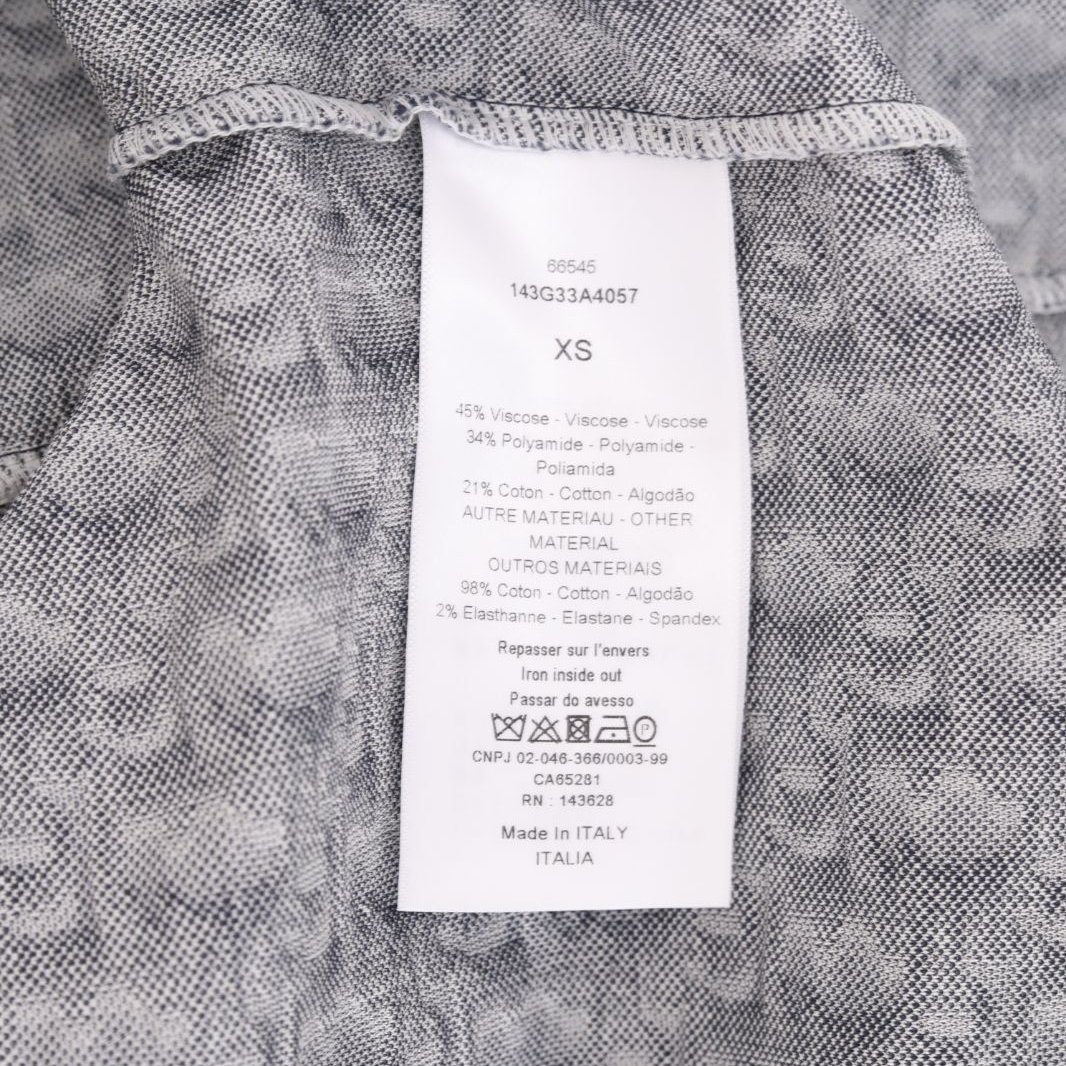 66545
143G33A4057
XS
45% Viscose - Viscose - Viscose
34% Polyamide - Polyamide -
Poliamida
21% Coton - Cotton - Algodão
AUTRE MATERIAU - OTHER
MATERIAL
OUTROS MATERIAIS
98% Coton - Cotton - Algodão
2% Elasthanne - Elastane - Spandex
Repasser sur l'envers
Iron inside out
Passar do avesso
P
CNPJ 02-046-366/0003-99
CA65281
RN : 143628
Made In ITALY
ITALIA